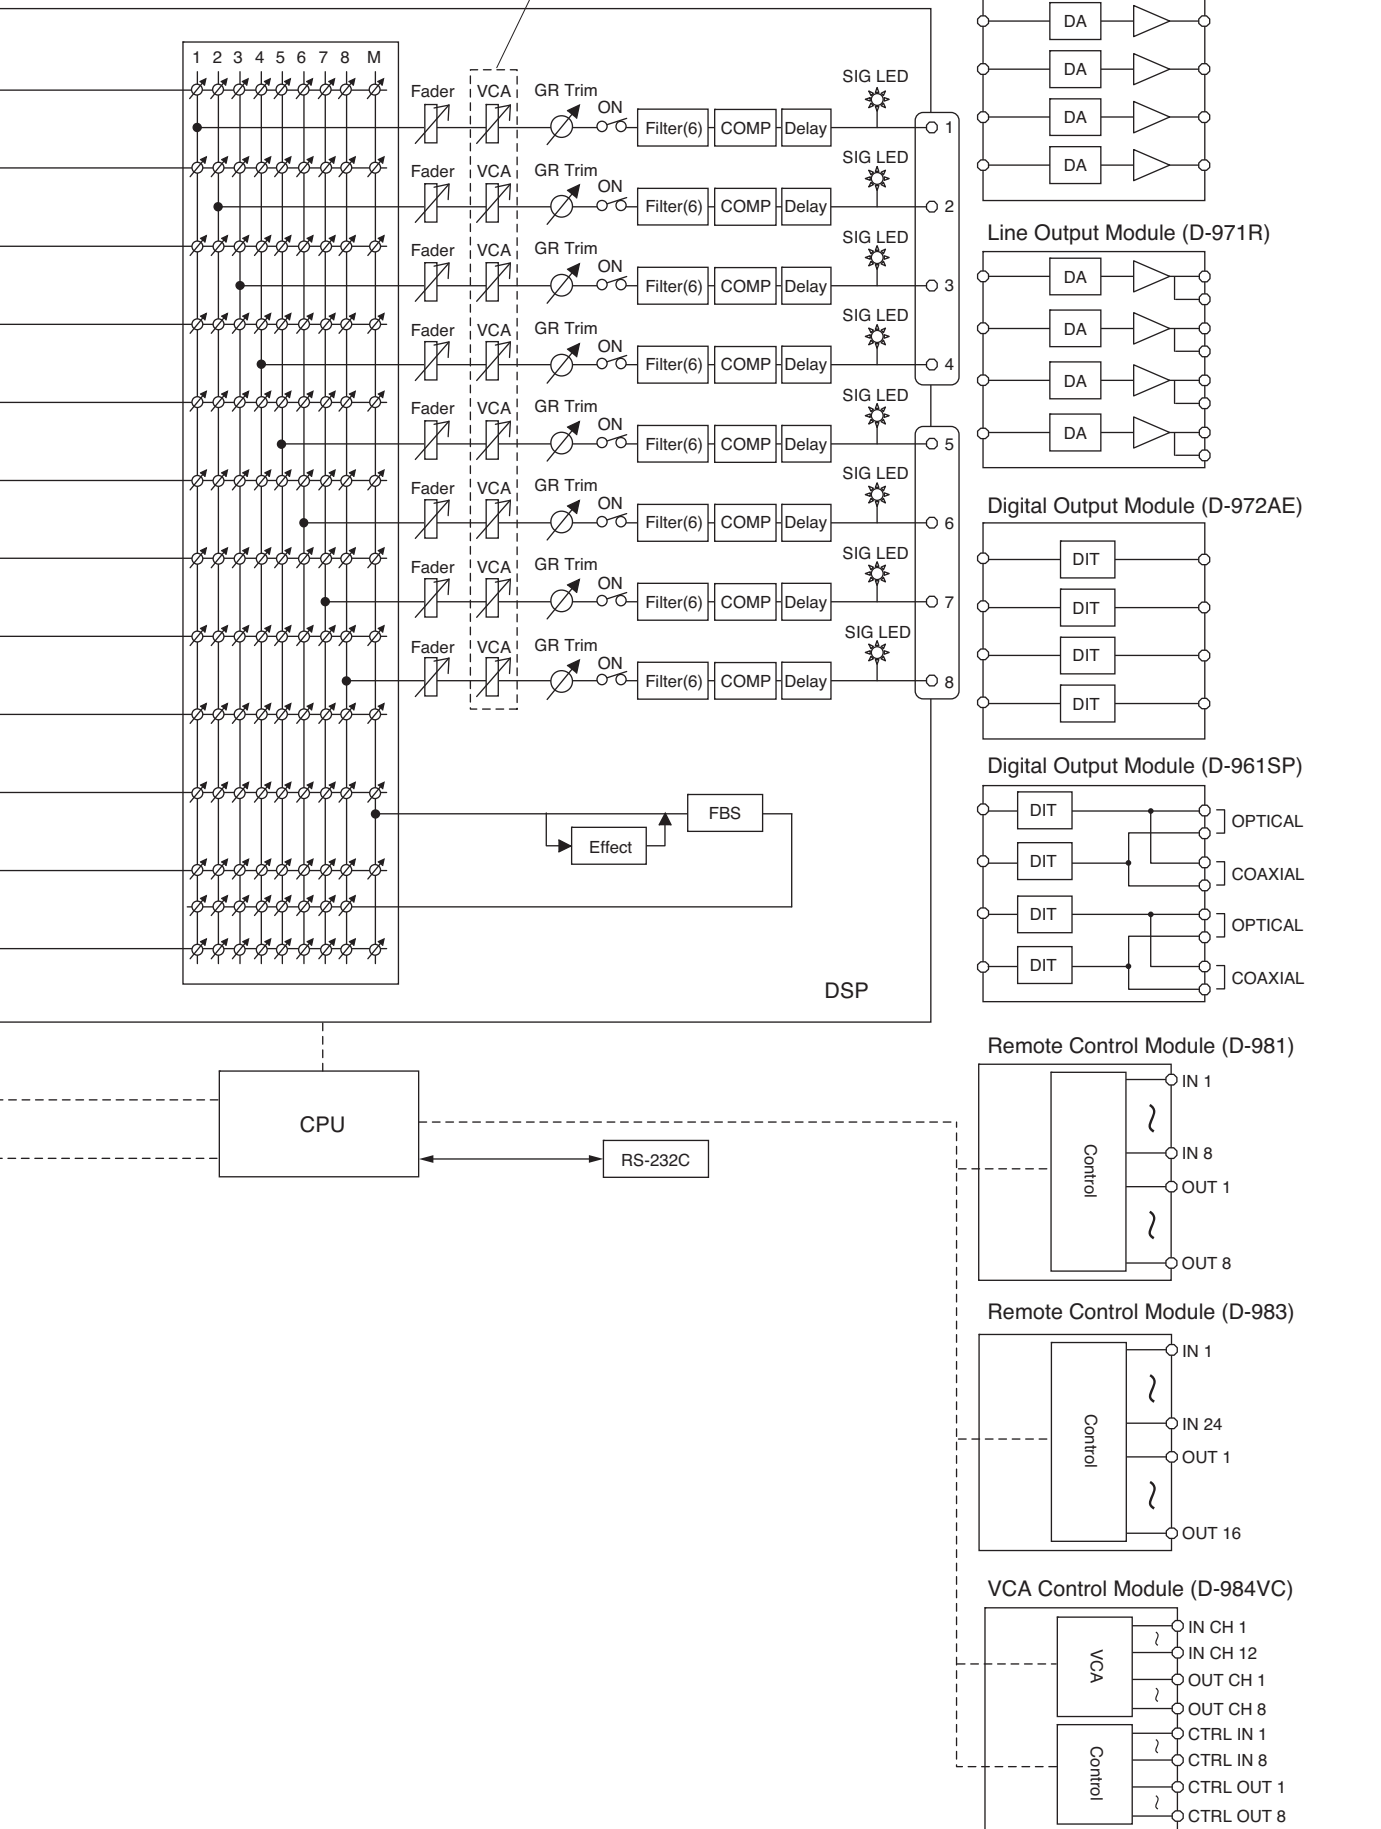 1 2 3 4 5 6 7 8 M
Fader VCA GR Trim ON Filter(6) COMP Delay SIG LED 1
Fader VCA GR Trim ON Filter(6) COMP Delay SIG LED 2
Fader VCA GR Trim ON Filter(6) COMP Delay SIG LED 3
Fader VCA GR Trim ON Filter(6) COMP Delay SIG LED 4
Fader VCA GR Trim ON Filter(6) COMP Delay SIG LED 5
Fader VCA GR Trim ON Filter(6) COMP Delay SIG LED 6
Fader VCA GR Trim ON Filter(6) COMP Delay SIG LED 7
Fader VCA GR Trim ON Filter(6) COMP Delay SIG LED 8
FBS
Effect
DSP
CPU
RS-232C
DA
DA
DA
DA
Line Output Module (D-971R)
DA
DA
DA
DA
Digital Output Module (D-972AE)
DIT
DIT
DIT
DIT
Digital Output Module (D-961SP)
DIT
OPTICAL
DIT
COAXIAL
DIT
OPTICAL
DIT
COAXIAL
Remote Control Module (D-981)
Control
IN 1
IN 8
OUT 1
OUT 8
Remote Control Module (D-983)
Control
IN 1
IN 24
OUT 1
OUT 16
VCA Control Module (D-984VC)
VCA
IN CH 1
IN CH 12
OUT CH 1
OUT CH 8
Control
CTRL IN 1
CTRL IN 8
CTRL OUT 1
CTRL OUT 8